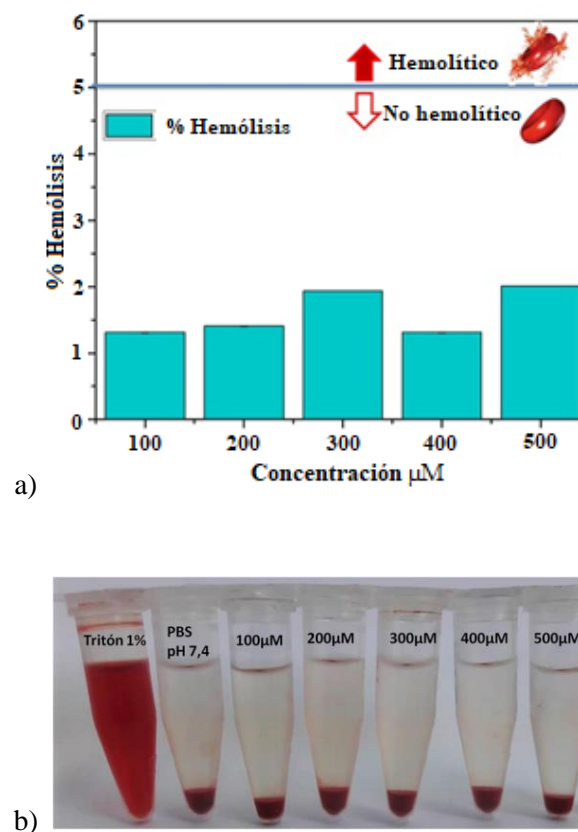 6
5
4
3
2
1
0
% Hemólisis
Hemolítico
No hemolítico
% Hemólisis
100 200 300 400 500
Concentración µM
a)
Tritón 1% PBS pH 7,4 100µM 200µM 300µM 400µM 500µM
b)